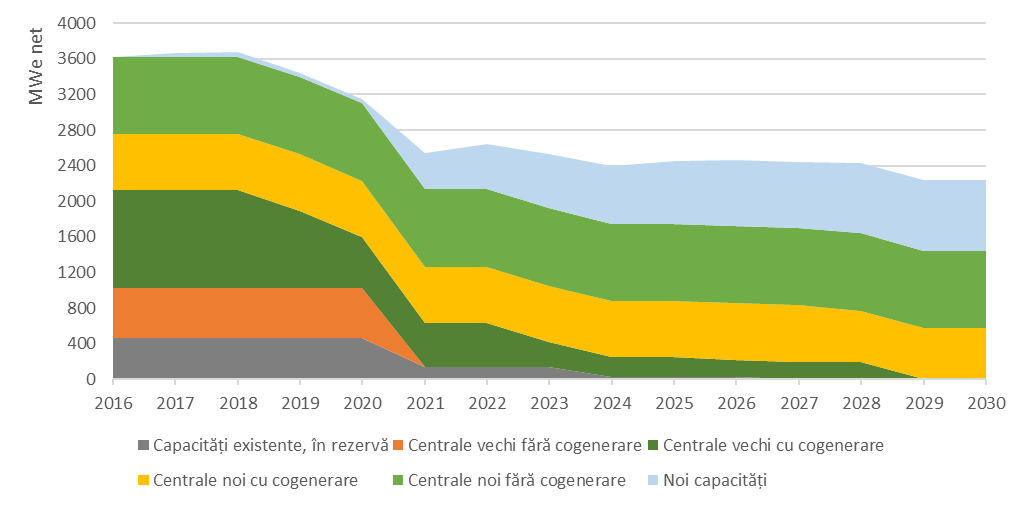 MWe net
4000
3600
3200
2800
2400
2000
1600
1200
800
400
0
2016 2017 2018 2019 2020 2021 2022 2023 2024 2025 2026 2027 2028 2029 2030
Capacități existente, în rezervă Centrale vechi fără cogenerare Centrale vechi cu cogenerare
Centrale noi cu cogenerare Centrale noi fără cogenerare Noi capacități